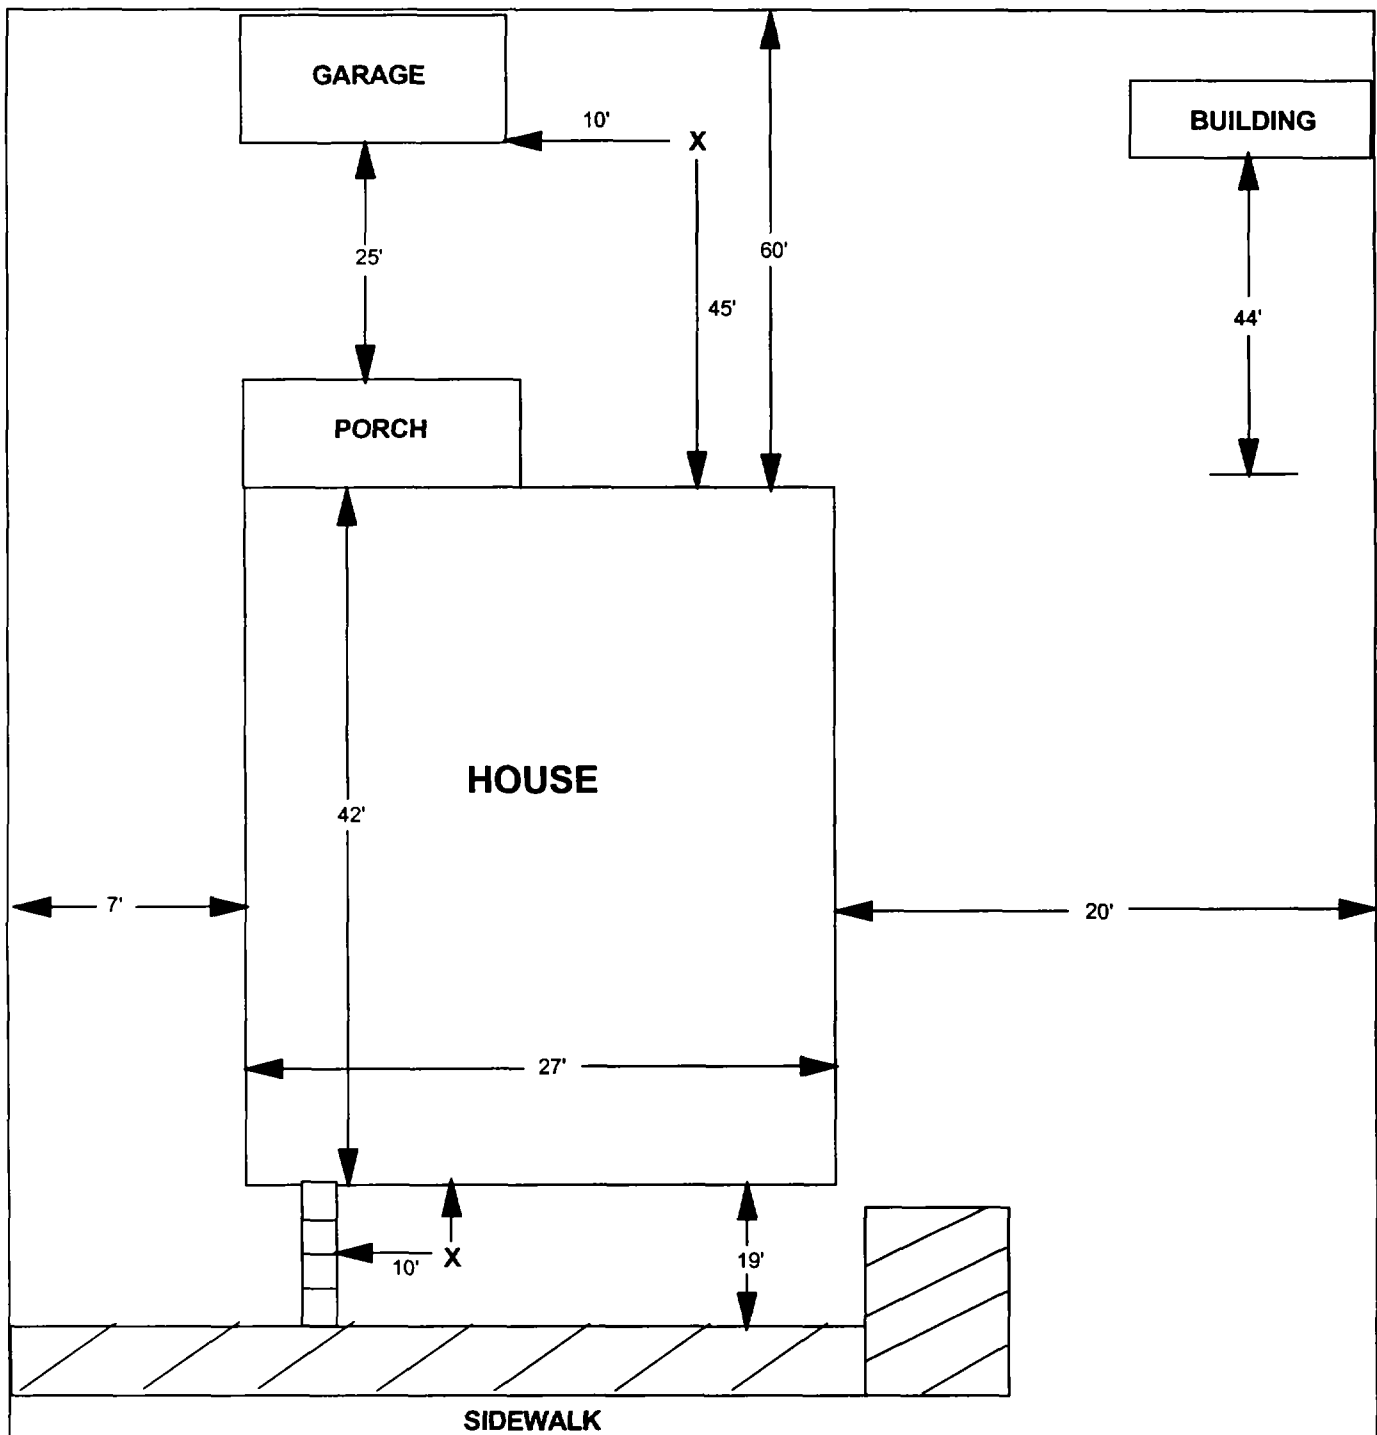 GARAGE
BUILDING
10'
X
25'
60'
45'
44'
PORCH
HOUSE
42'
7'
20'
27'
10'
X
19'
SIDEWALK